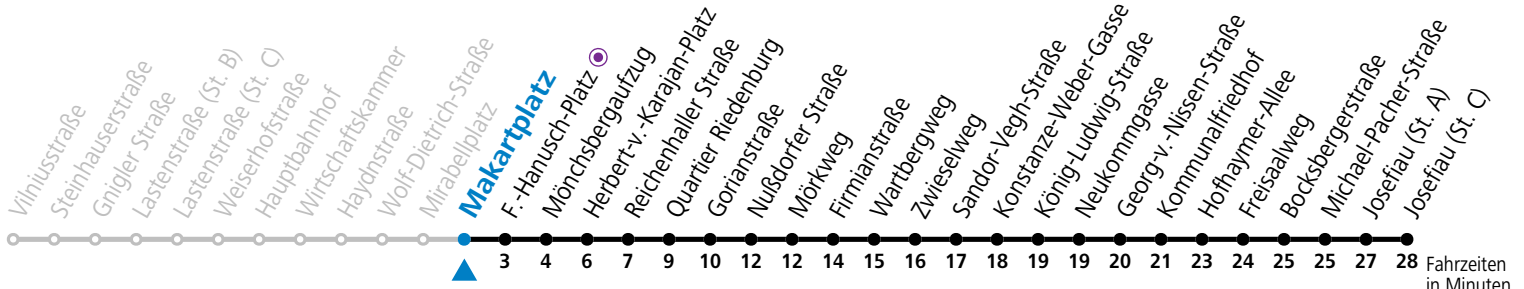 Vilniusstraße
Steinhauserstraße
Gnigler Straße
Lastenstraße (St. B)
Lastenstraße (St. C)
Weiserhofstraße
Hauptbahnhof
Wirtschaftskammer
Haydnstraße
Wolf-Dietrich-Straße
Mirabellplatz
Makartplatz
F.-Hanusch-Platz
Mönchsbergaufzug
Herbert-v.-Karajan-Platz
Reichenhaller Straße
Quartier Riedenburg
Gorianstraße
Nußdorfer Straße
Mörkweg
Firmianstraße
Wartbergweg
Zwieselweg
Sandor-Vegh-Straße
Konstanze-Weber-Gasse
König-Ludwig-Straße
Neukommgasse
Georg-v.-Nissen-Straße
Kommunalfriedhof
Hofhaymer-Allee
Freisaalweg
Bocksbergerstraße
Michael-Pacher-Straße
Josefiau (St. A)
Josefiau (St. C)
3 4 6 7 9 10 12 12 14 15 16 17 18 19 19 20 21 23 24 25 25 27 28 Fahrzeiten
in Minuten